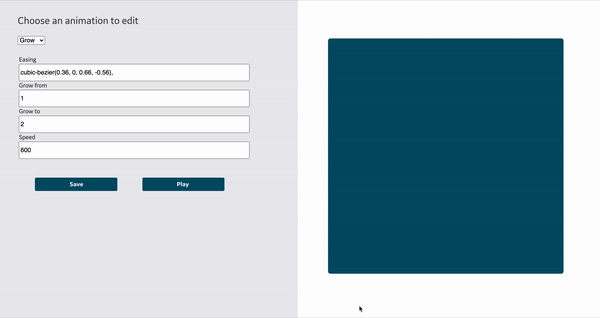 Choose an animation to edit
Grow
Easing
cubic-bezier(0.36, 0, 0.66, -0.56),
Grow from
1
Grow to
2
Speed
600
Save Play